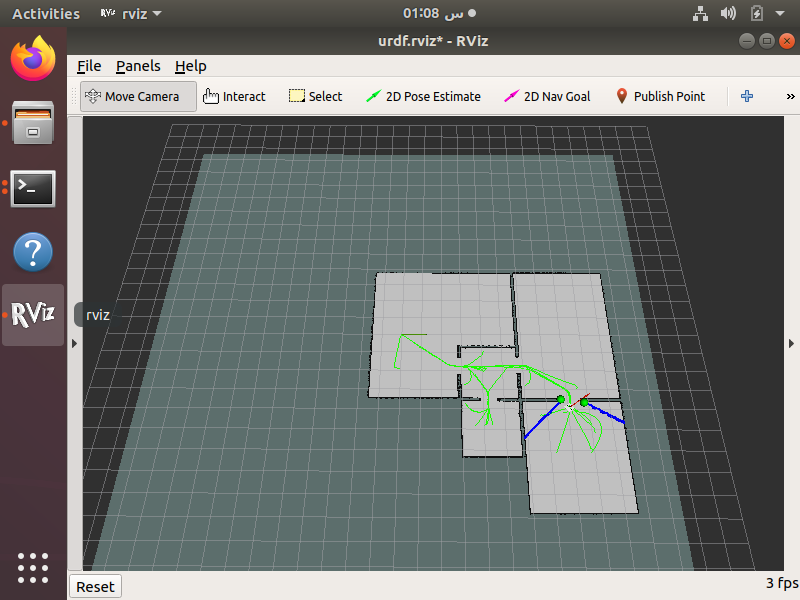 Activities
RViz rviz
01:08 س
urdf.rviz* - RViz
File Panels Help
Move Camera Interact Select 2D Pose Estimate 2D Nav Goal Publish Point »
RViz
rviz
Reset
3 fps